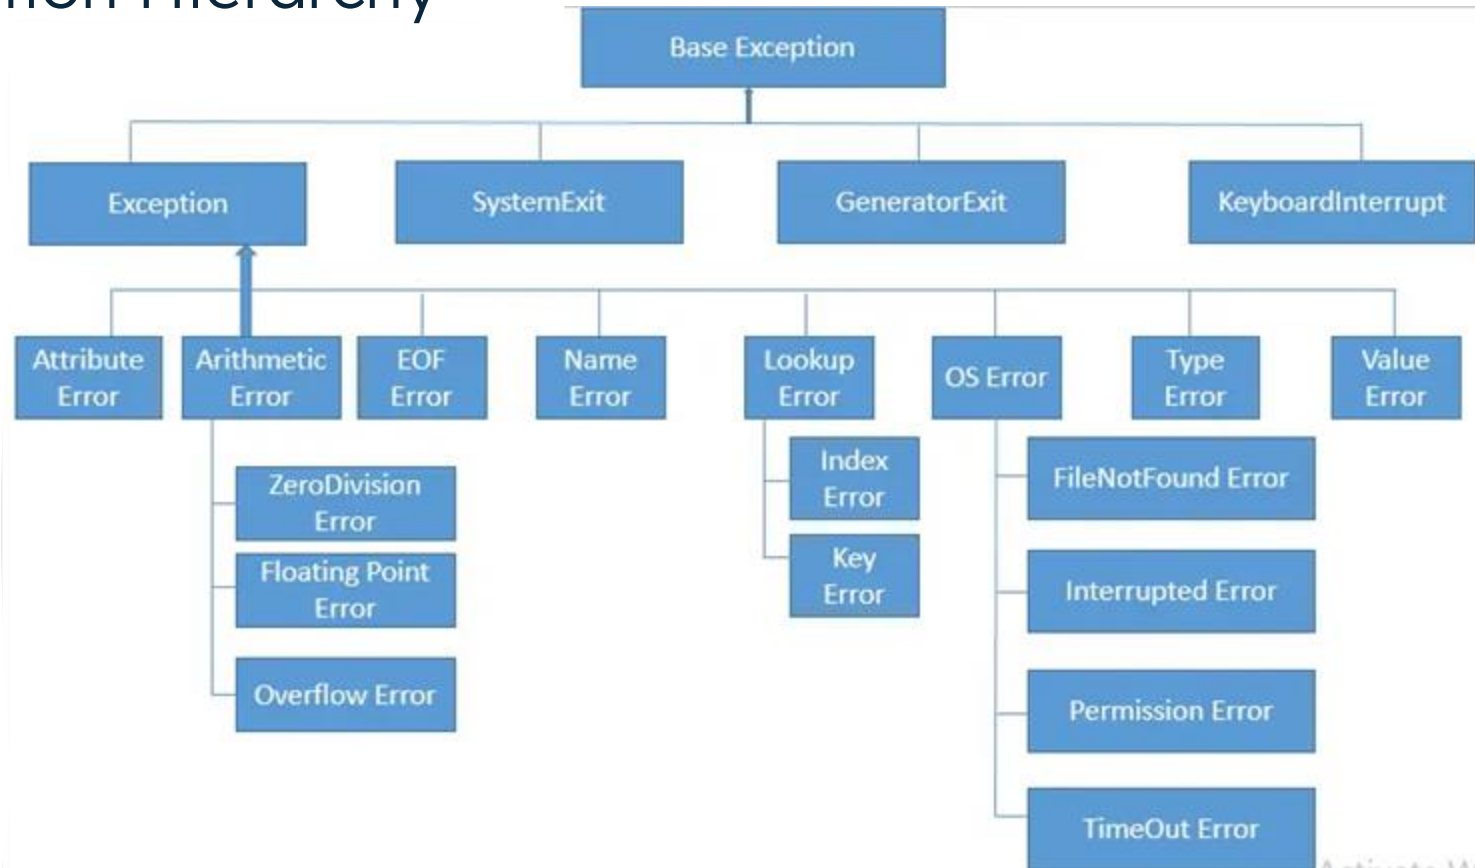 tion Hierarchy
Base Exception
Exception
SystemExit
GeneratorExit
KeyboardInterrupt
Attribute
Error
Arithmetic
Error
EOF
Error
Name
Error
Lookup
Error
OS Error
Type
Error
Value
Error
ZeroDivision
Error
Floating Point
Error
Overflow Error
Index
Error
Key
Error
FileNotFound Error
Interrupted Error
Permission Error
TimeOut Error